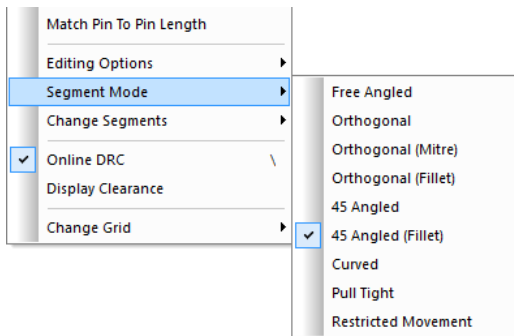 Match Pin To Pin Length
Editing Options
Segment Mode
Change Segments
Online DRC \
Display Clearance
Change Grid
Free Angled
Orthogonal
Orthogonal (Mitre)
Orthogonal (Fillet)
45 Angled
45 Angled (Fillet)
Curved
Pull Tight
Restricted Movement